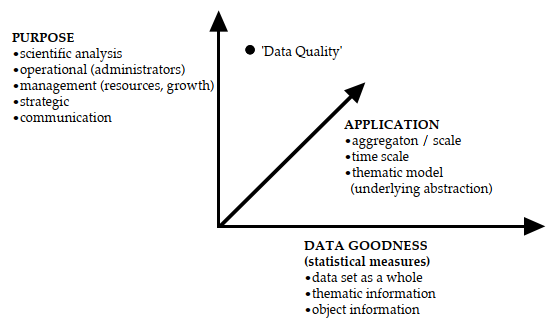 PURPOSE
•scientific analysis
•operational (administrators)
•management (resources, growth)
•strategic
•communication
'Data Quality'
APPLICATION
•aggregaton / scale
•time scale
•thematic model
(underlying abstraction)
DATA GOODNESS
(statistical measures)
•data set as a whole
•thematic information
•object information